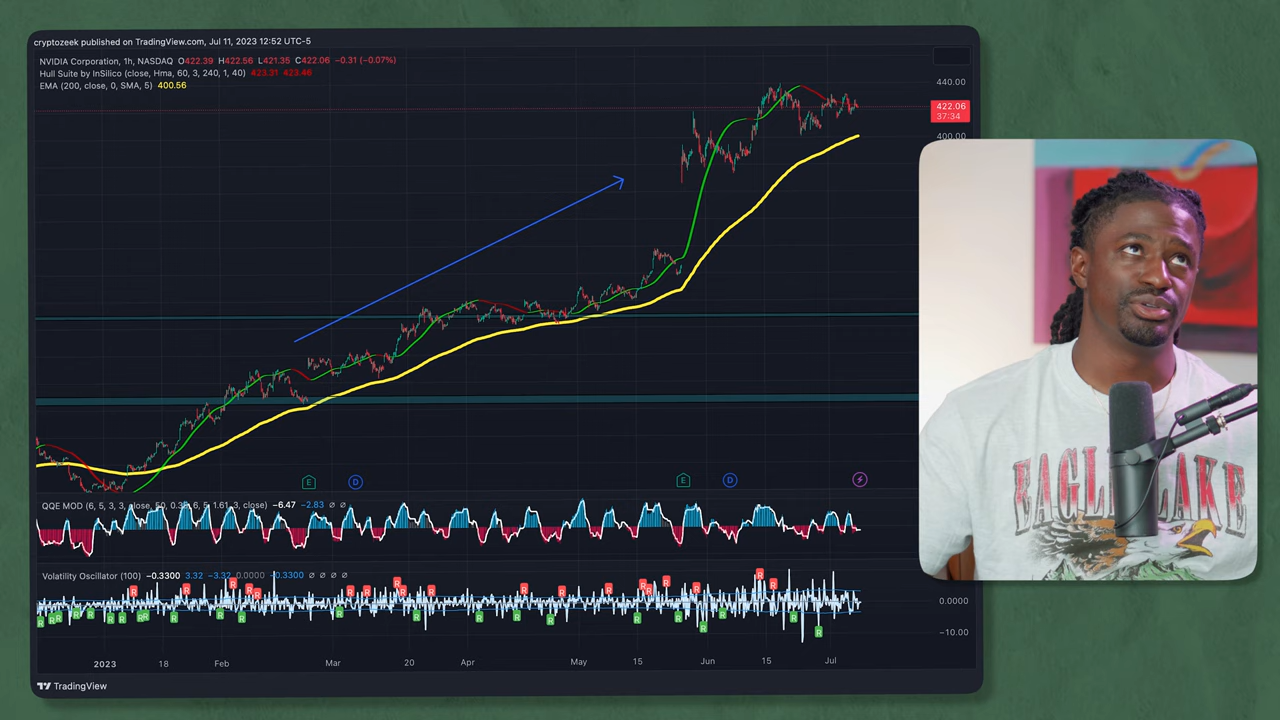 cryptozeek published on TradingView.com, Jul 11, 2023 12:52 UTC-5
NVIDIA Corporation, 1h, NASDAQ O422.39 H422.56 L421.35 C422.06 −0.31 (−0.07%)
Hull Suite by InSilico (close, Hma, 60, 3, 240, 1, 40) 423.31 423.46
EMA (200, close, 0, SMA, 5) 400.56
440.00
422.06
37:34
400.00
EAGLE LAKE
E D E D
QQE MOD (6, 5, 3, 3, close, 50, 0.35, 6, 5, 1.61, 3, close) −6.47 −2.83 ∅ ∅
Volatility Oscillator (100) −0.3300 3.32 −3.32 0.0000 −0.3300 ∅ ∅ ∅ ∅
0.0000
−10.00
2023 18 Feb Mar 20 Apr May 15 Jun 15 Jul
TradingView